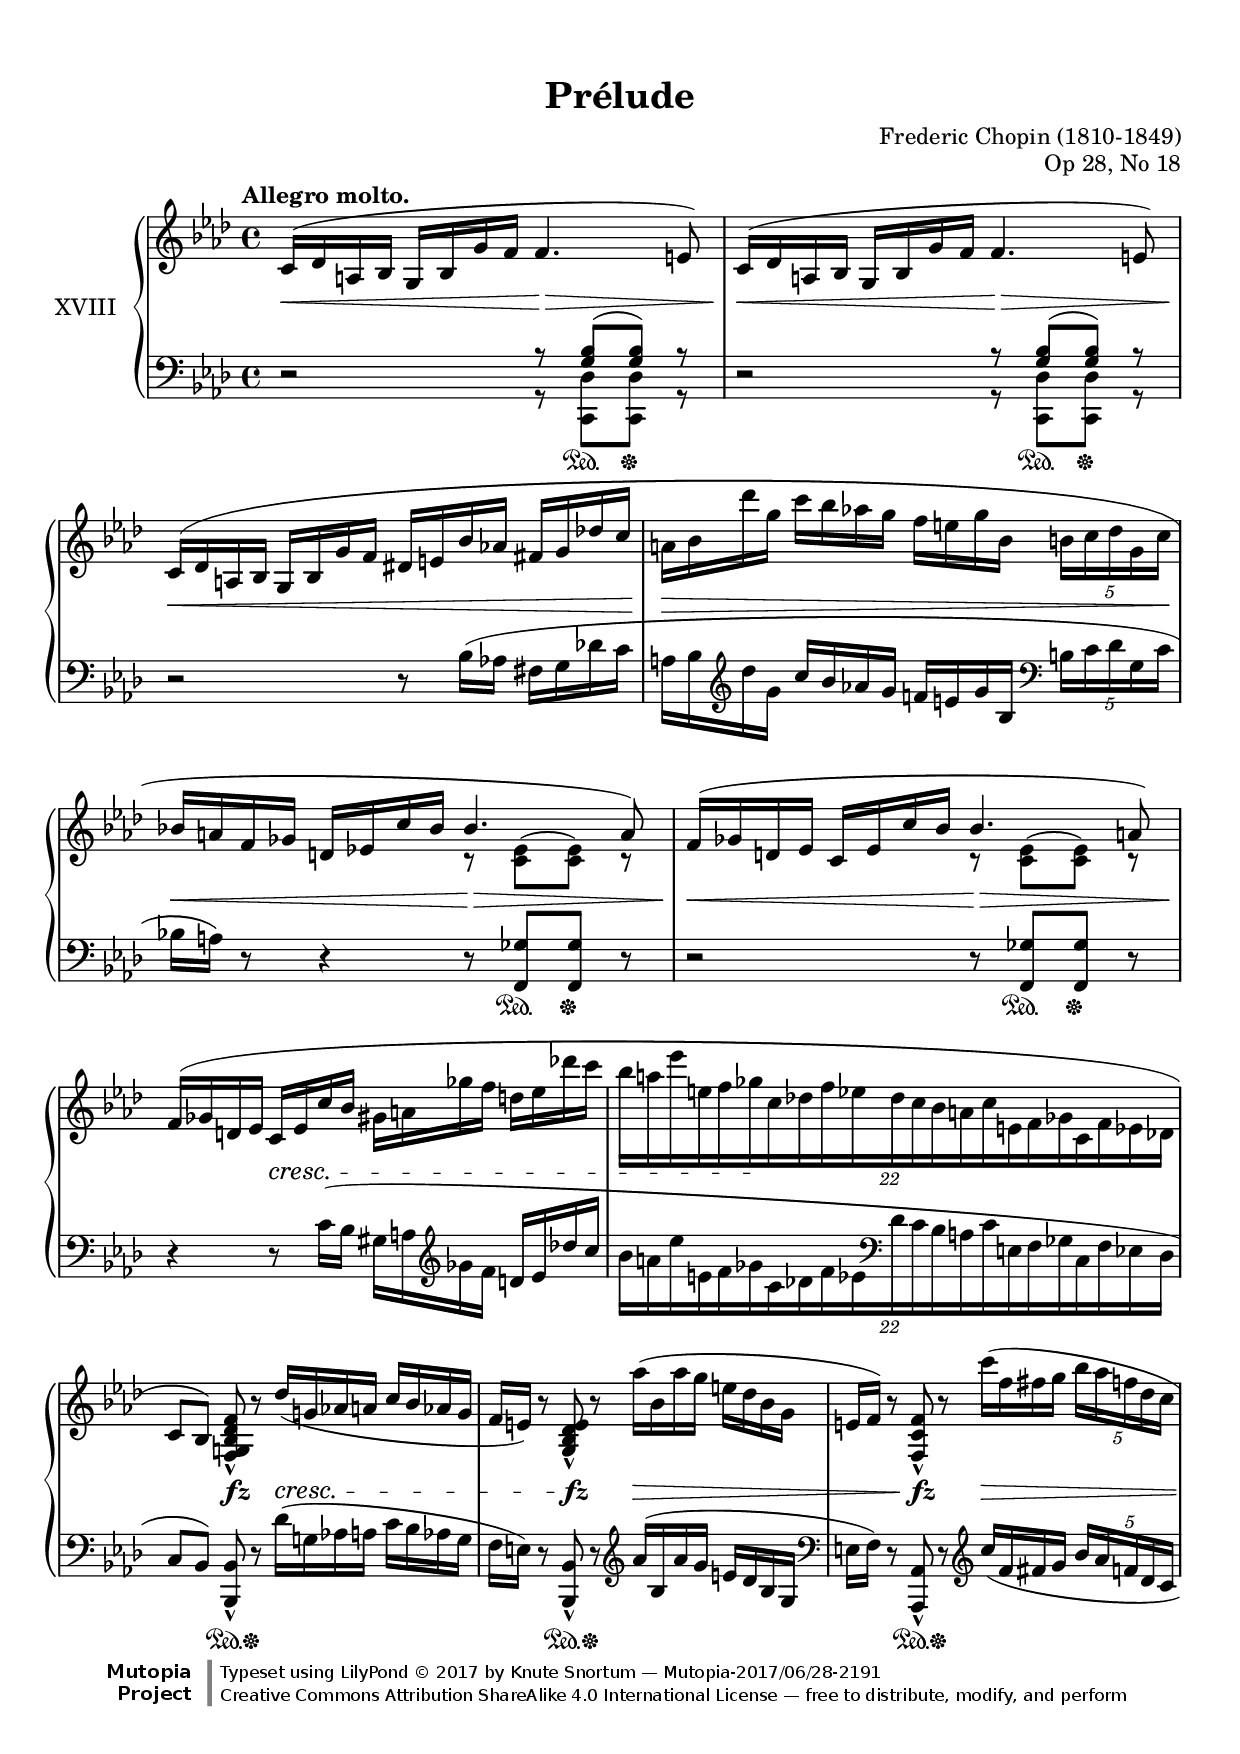 Prélude
Frederic Chopin (1810-1849)
Op 28, No 18
Allegro molto.
XVIII
Ped. Ped.
5
5
Ped. Ped.
cresc.
22
22
5
fz cresc. fz fz
5
Ped. Ped. Ped.
Mutopia Project
Typeset using LilyPond © 2017 by Knute Snortum — Mutopia-2017/06/28-2191
Creative Commons Attribution ShareAlike 4.0 International License — free to distribute, modify, and perform